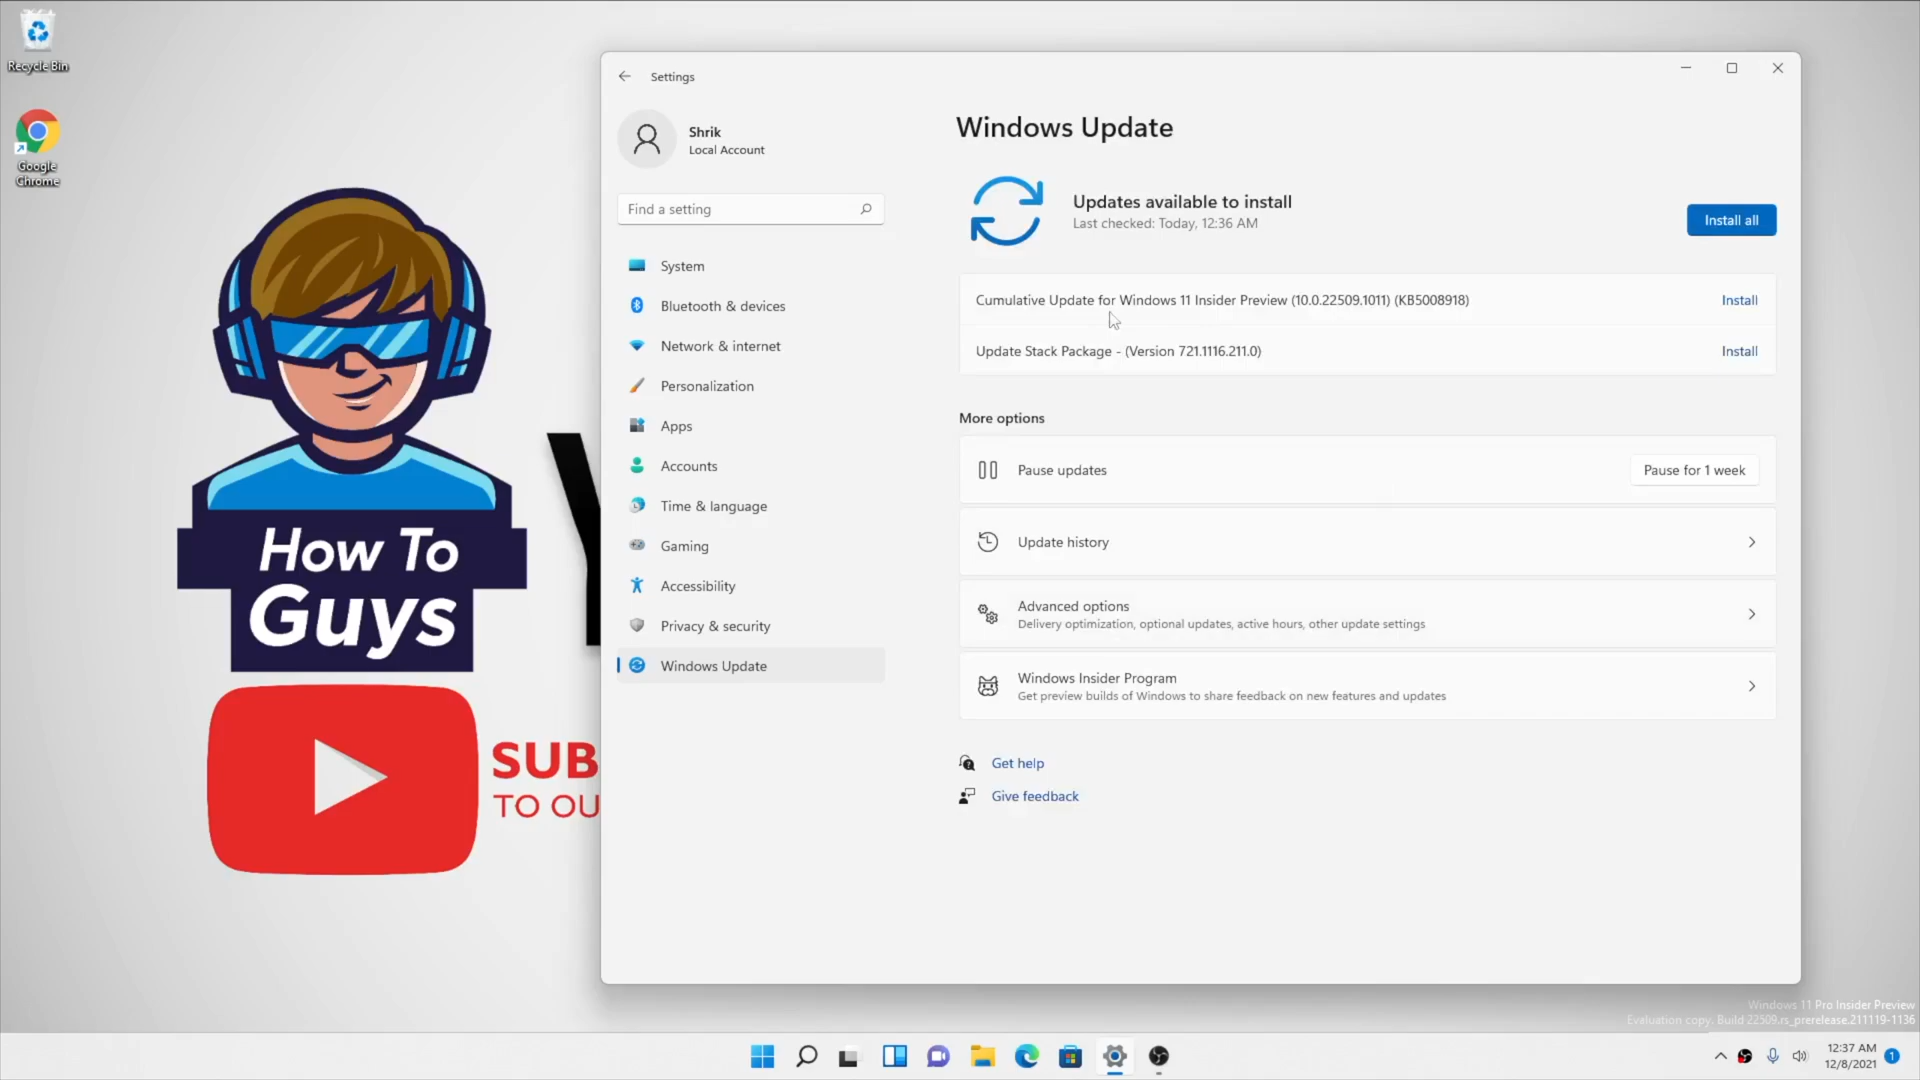 Recycle Bin
Google
Chrome
How To
Guys
Y
SUB
TO OU
Settings
Shrik
Local Account
Find a setting
System
Bluetooth & devices
Network & internet
Personalization
Apps
Accounts
Time & language
Gaming
Accessibility
Privacy & security
Windows Update
Windows Update
Updates available to install
Last checked: Today, 12:36 AM
Install all
Cumulative Update for Windows 11 Insider Preview (10.0.22509.1011) (KB5008918)
Install
Update Stack Package - (Version 721.1116.211.0)
Install
More options
Pause updates
Pause for 1 week
Update history
Advanced options
Delivery optimization, optional updates, active hours, other update settings
Windows Insider Program
Get preview builds of Windows to share feedback on new features and updates
Get help
Give feedback
Windows 11 Pro Insider Preview
Evaluation copy. Build 22509.rs_prerelease.211119-1136
12:37 AM
12/8/2021
1